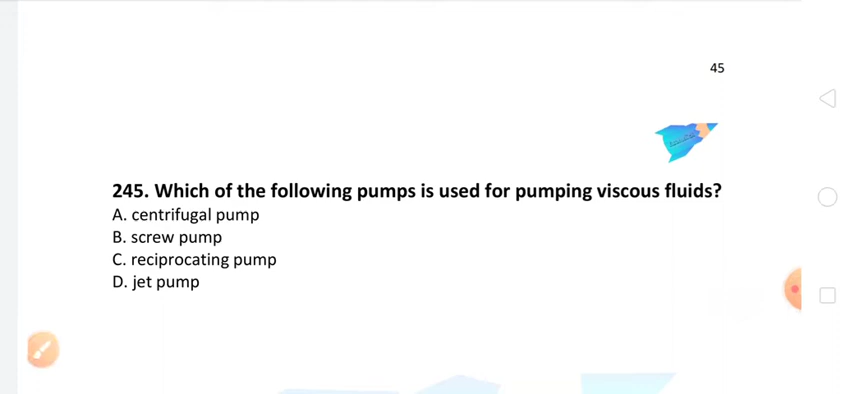 45
245. Which of the following pumps is used for pumping viscous fluids?
A. centrifugal pump
B. screw pump
C. reciprocating pump
D. jet pump